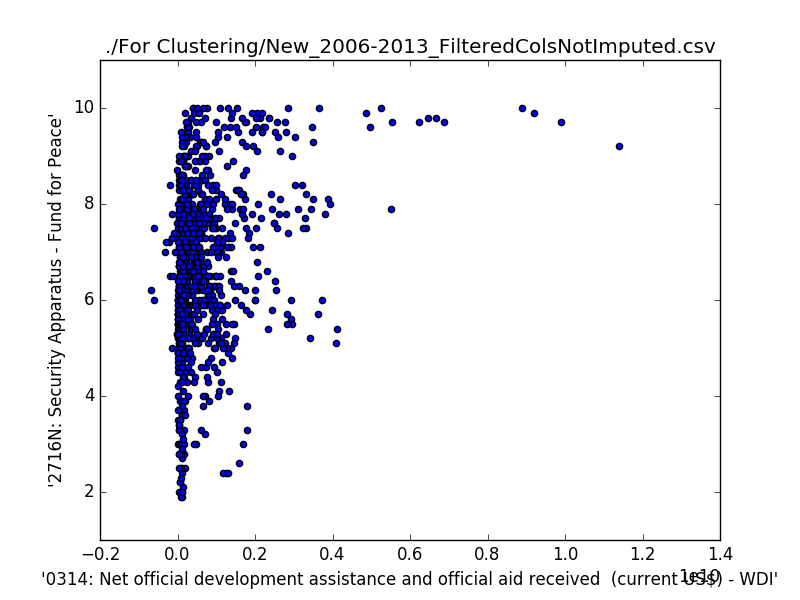 ./For Clustering/New_2006-2013_FilteredColsNotImputed.csv
'2716N: Security Apparatus - Fund for Peace'
10
8
6
4
2
−0.2 0.0 0.2 0.4 0.6 0.8 1.0 1.2 1.4
1e10
'0314: Net official development assistance and official aid received (current US$) - WDI'